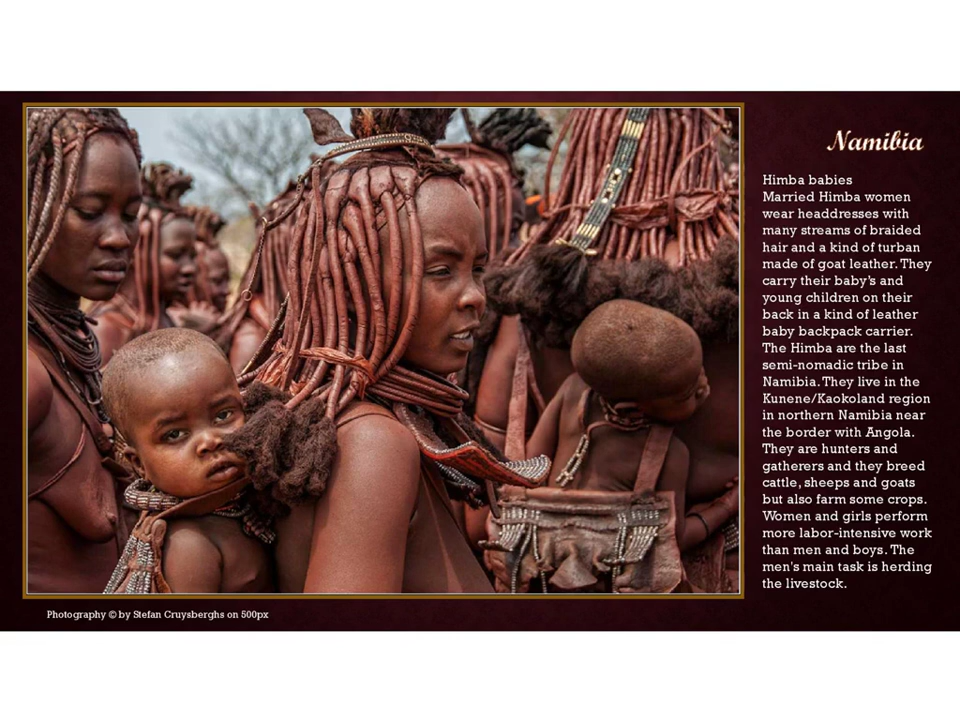 Namibia
Himba babies
Married Himba women
wear headdresses with
many streams of braided
hair and a kind of turban
made of goat leather. They
carry their baby's and
young children on their
back in a kind of leather
baby backpack carrier.
The Himba are the last
semi-nomadic tribe in
Namibia. They live in the
Kunene/Kaokoland region
in northern Namibia near
the border with Angola.
They are hunters and
gatherers and they breed
cattle, sheeps and goats
but also farm some crops.
Women and girls perform
more labor-intensive work
than men and boys. The
men's main task is herding
the livestock.
Photography © by Stefan Cruysberghs on 500px